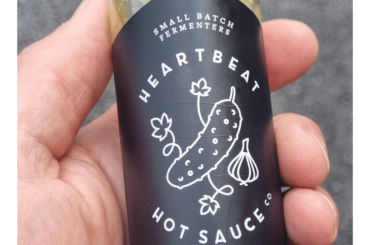 SMALL BATCH
FERMENTERS
HEARTBEAT
HOT SAUCE CO